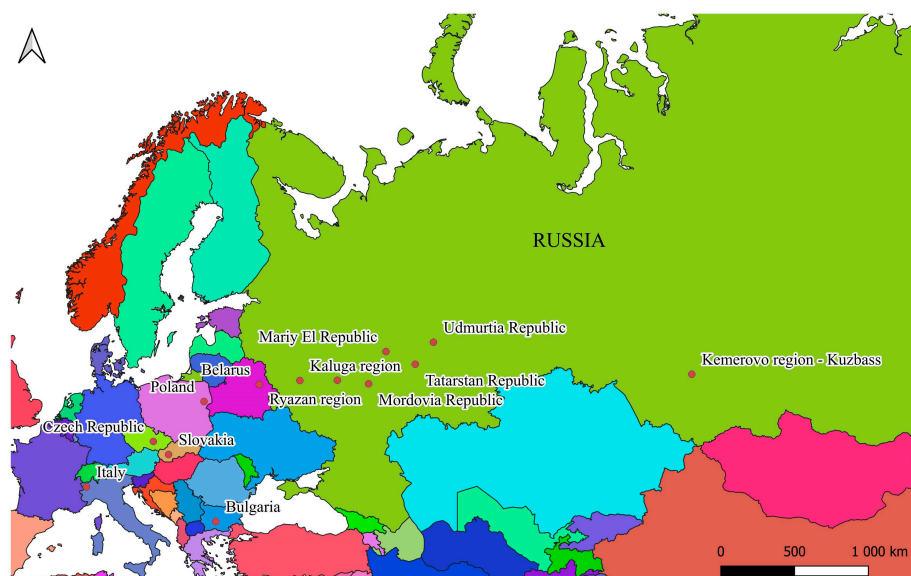 RUSSIA
Udmurtia Republic
Mariy El Republic
Kemerovo region - Kuzbass
Kaluga region
Belarus
Tatarstan Republic
Poland
Ryazan region
Mordovia Republic
Czech Republic
Slovakia
Italy
Bulgaria
0 500 1 000 km